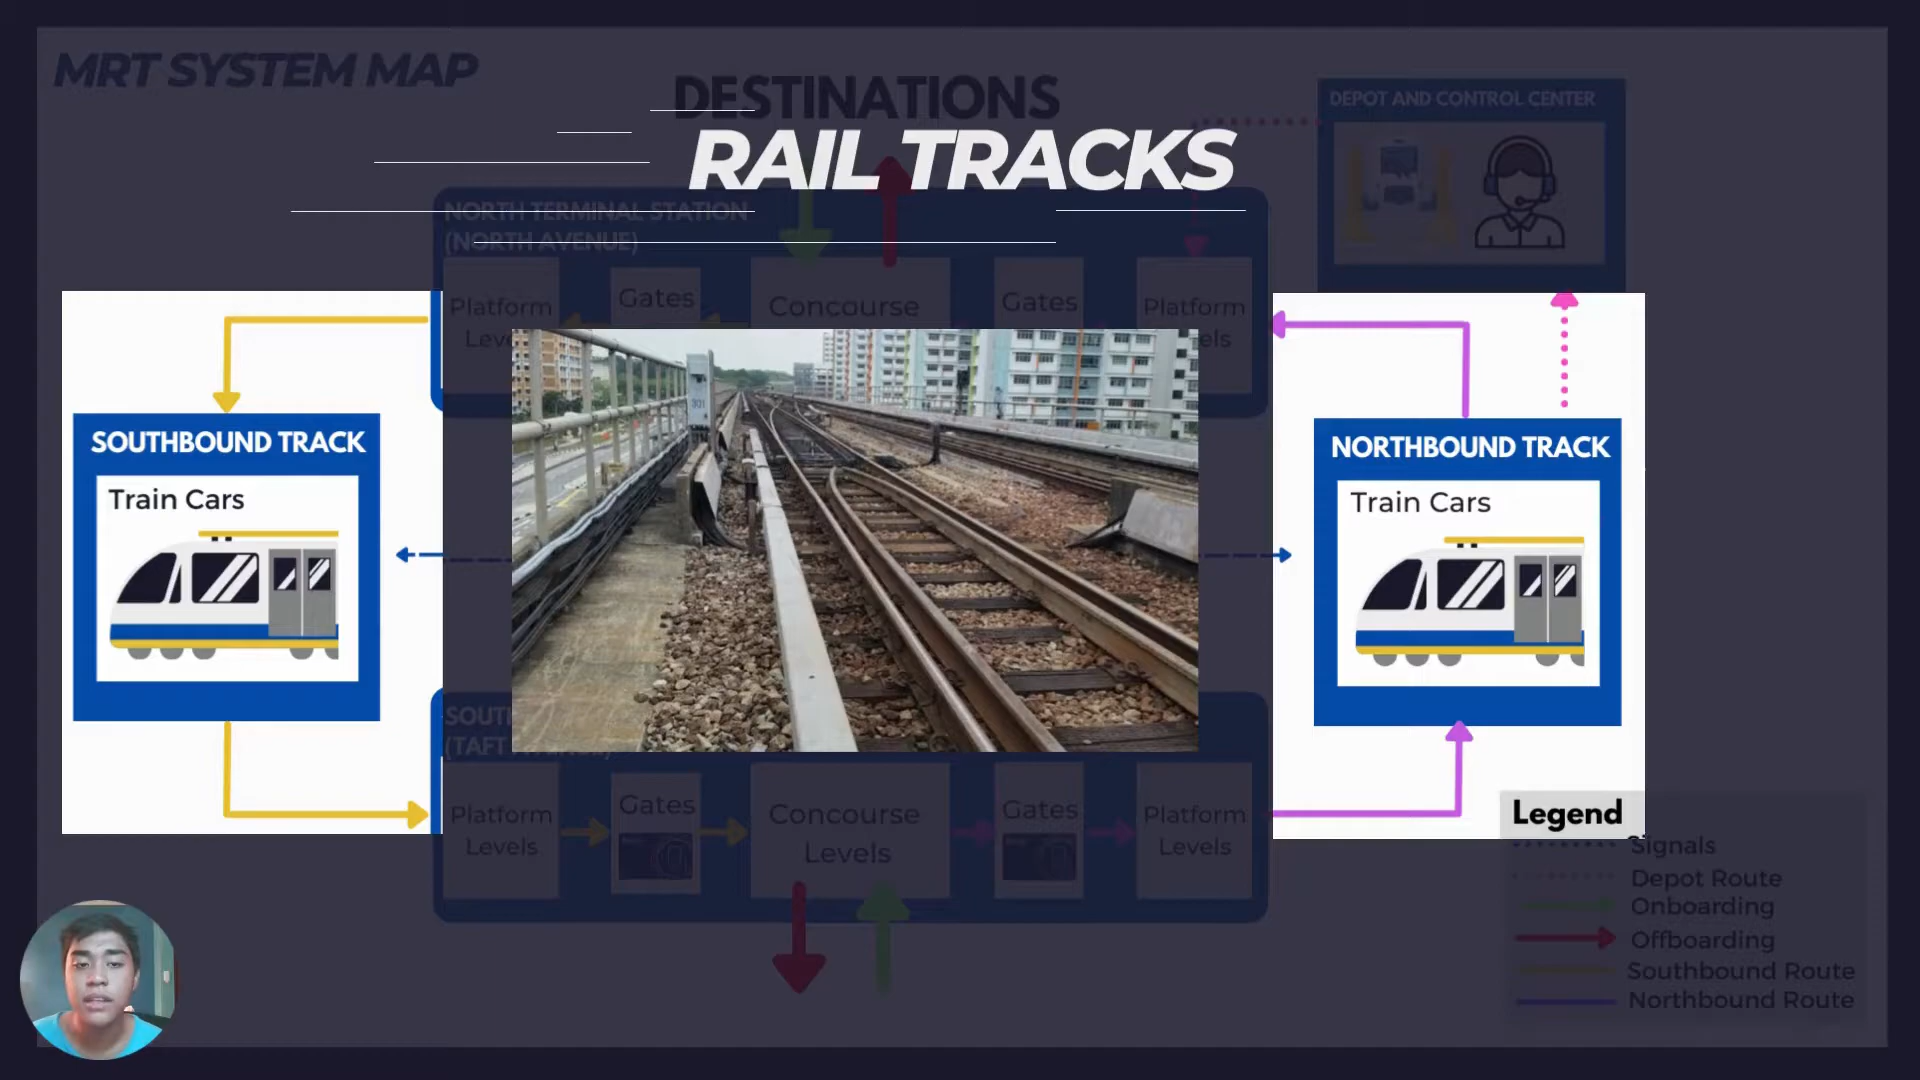 MRT SYSTEM MAP
DESTINATIONS
RAIL TRACKS
DEPOT AND CONTROL CENTER
NORTH TERMINAL STATION
(NORTH AVENUE)
Platform
Gates
Concourse
Gates
Platform
301
SOUTHBOUND TRACK
Train Cars
NORTHBOUND TRACK
Train Cars
Platform
Levels
Gates
Concourse
Levels
Gates
Platform
Levels
Legend
Signals
Depot Route
Onboarding
Offboarding
Southbound Route
Northbound Route